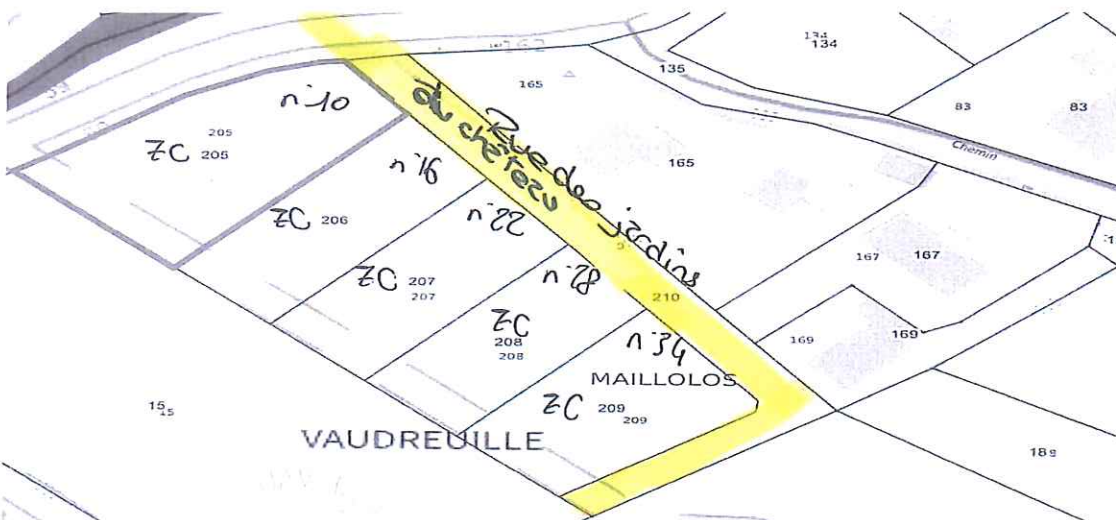 134
134
162
135
165
83
83
n°10
205
ZC 205
Rue des jardins
du château
Chemin
165
n°16
ZC 206
n°22
167
167
n°28
ZC 207
207
210
ZC
208
208
n°34
169
169
MAILLOLOS
ZC 209
209
15
15
VAUDREUILLE
189